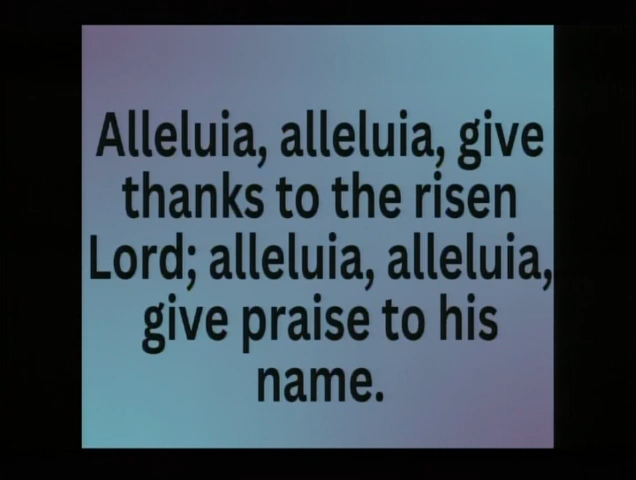 Alleluia, alleluia, give
thanks to the risen
Lord; alleluia, alleluia,
give praise to his
name.